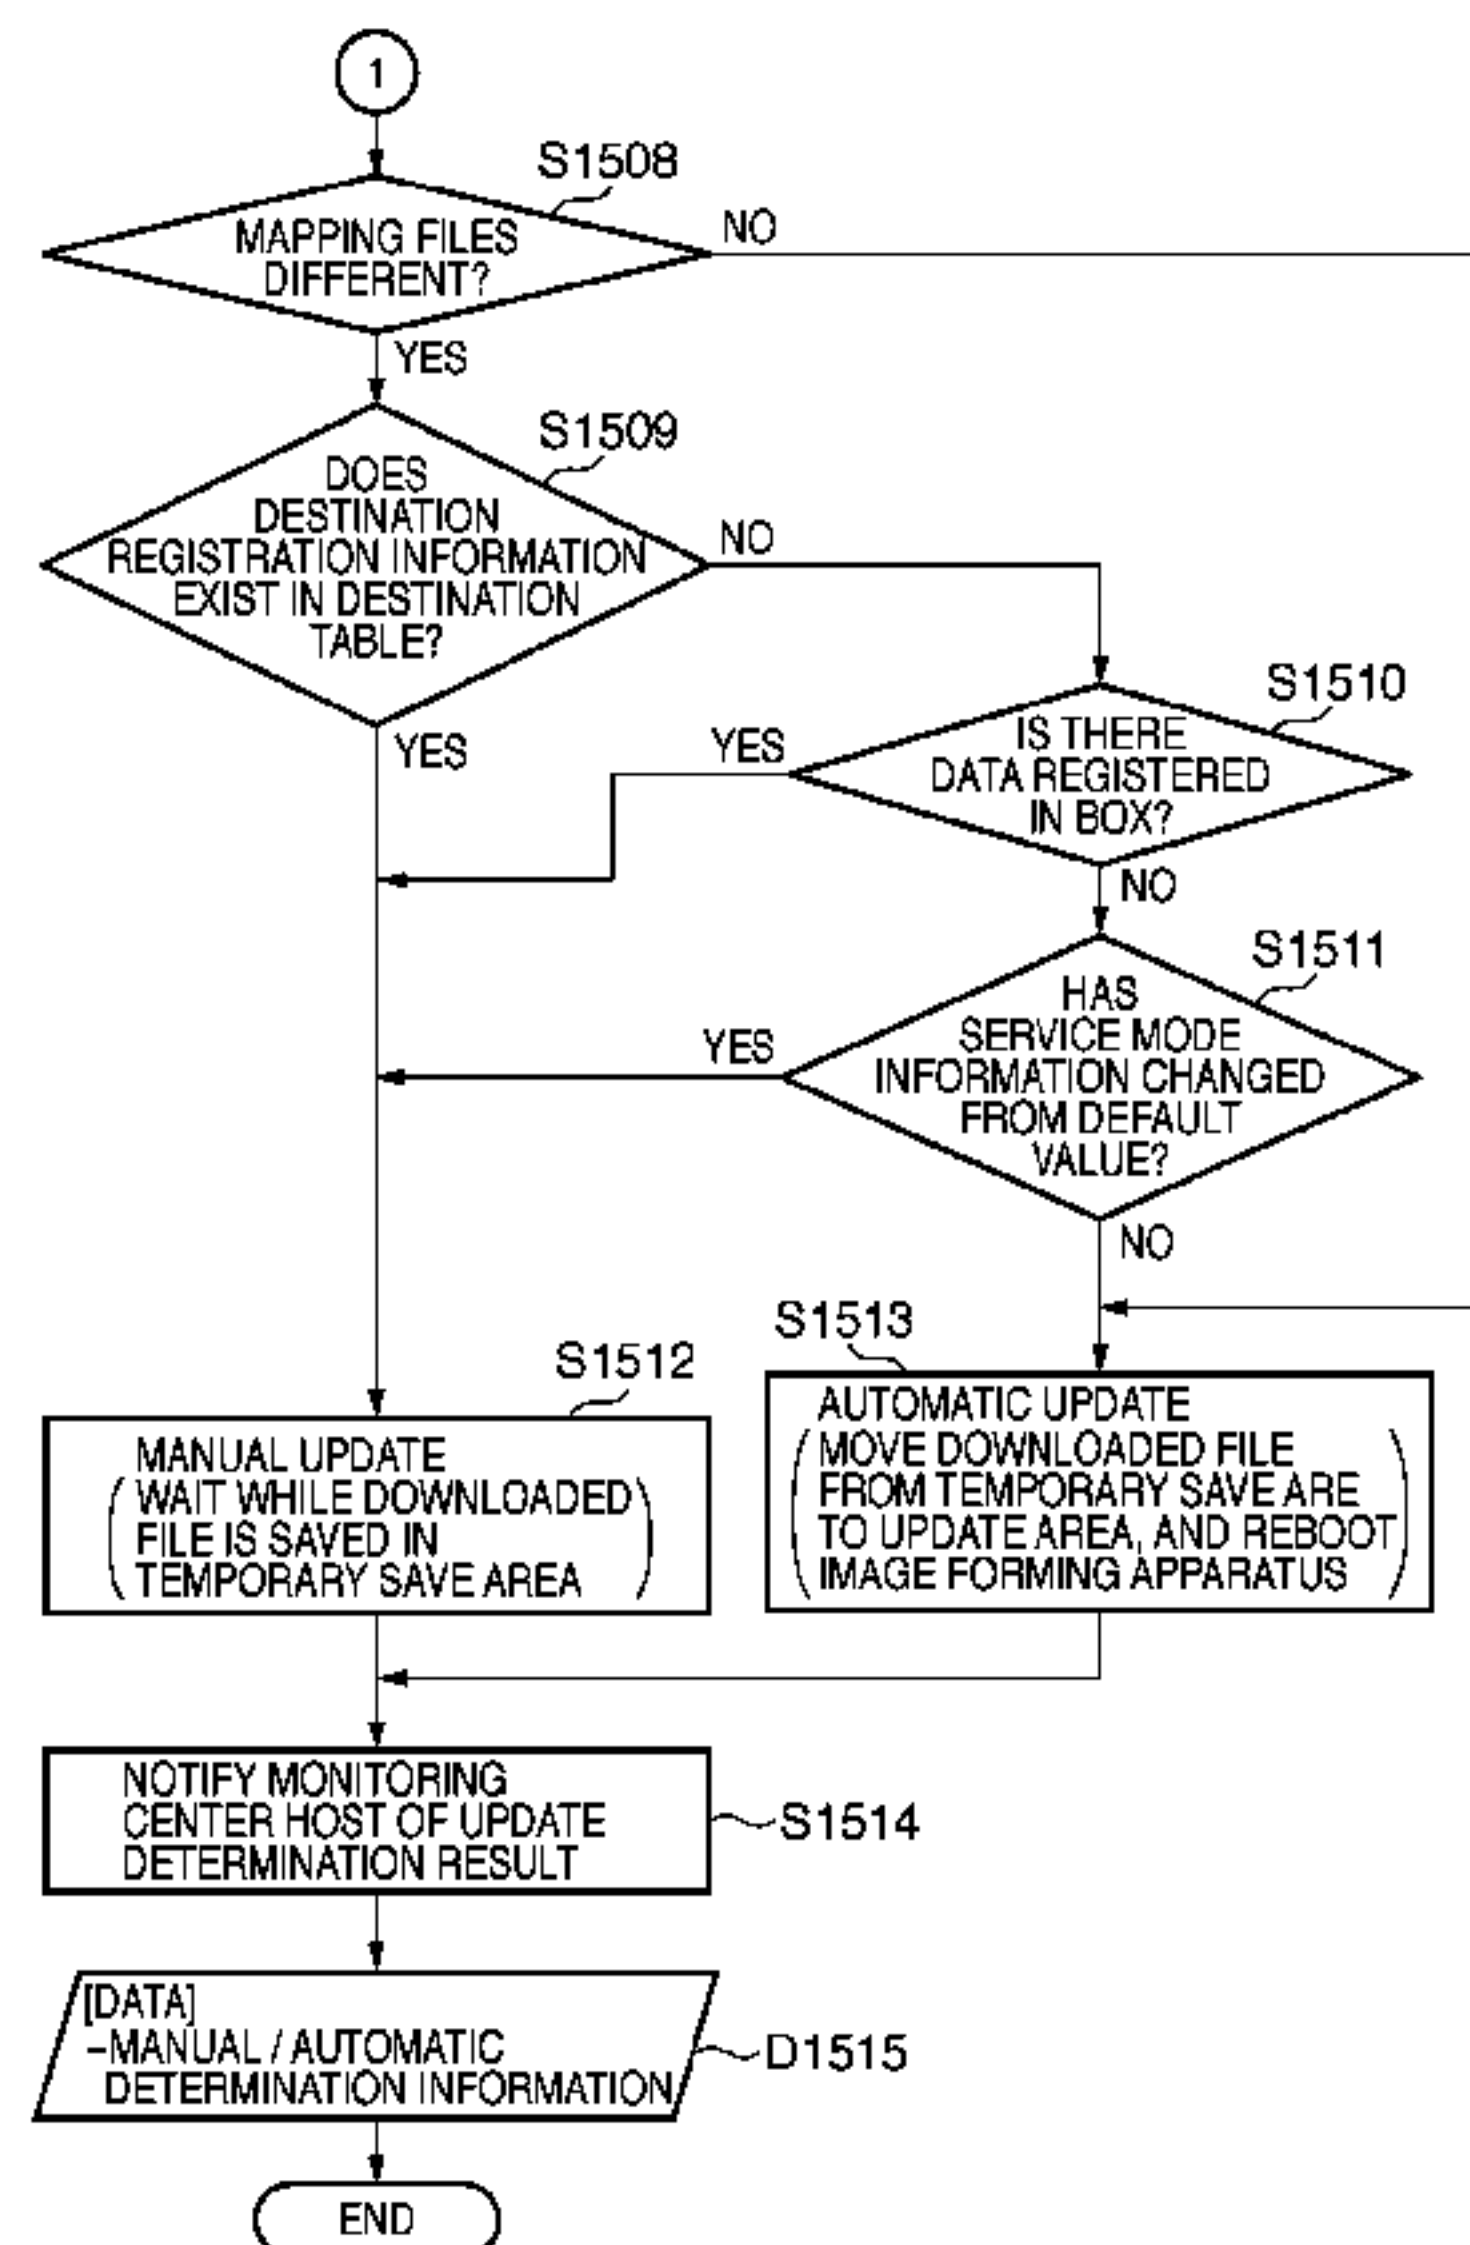 1
S1508
MAPPING FILES
DIFFERENT?
NO
YES
S1509
DOES
DESTINATION
REGISTRATION INFORMATION
EXIST IN DESTINATION
TABLE?
NO
YES
S1510
IS THERE
DATA REGISTERED
IN BOX?
YES
NO
S1511
HAS
SERVICE MODE
INFORMATION CHANGED
FROM DEFAULT
VALUE?
YES
NO
S1512
MANUAL UPDATE
(WAIT WHILE DOWNLOADED
FILE IS SAVED IN
TEMPORARY SAVE AREA)
S1513
AUTOMATIC UPDATE
(MOVE DOWNLOADED FILE
FROM TEMPORARY SAVE ARE
TO UPDATE AREA, AND REBOOT
IMAGE FORMING APPARATUS)
NOTIFY MONITORING
CENTER HOST OF UPDATE
DETERMINATION RESULT
S1514
[DATA]
−MANUAL / AUTOMATIC
DETERMINATION INFORMATION
D1515
END